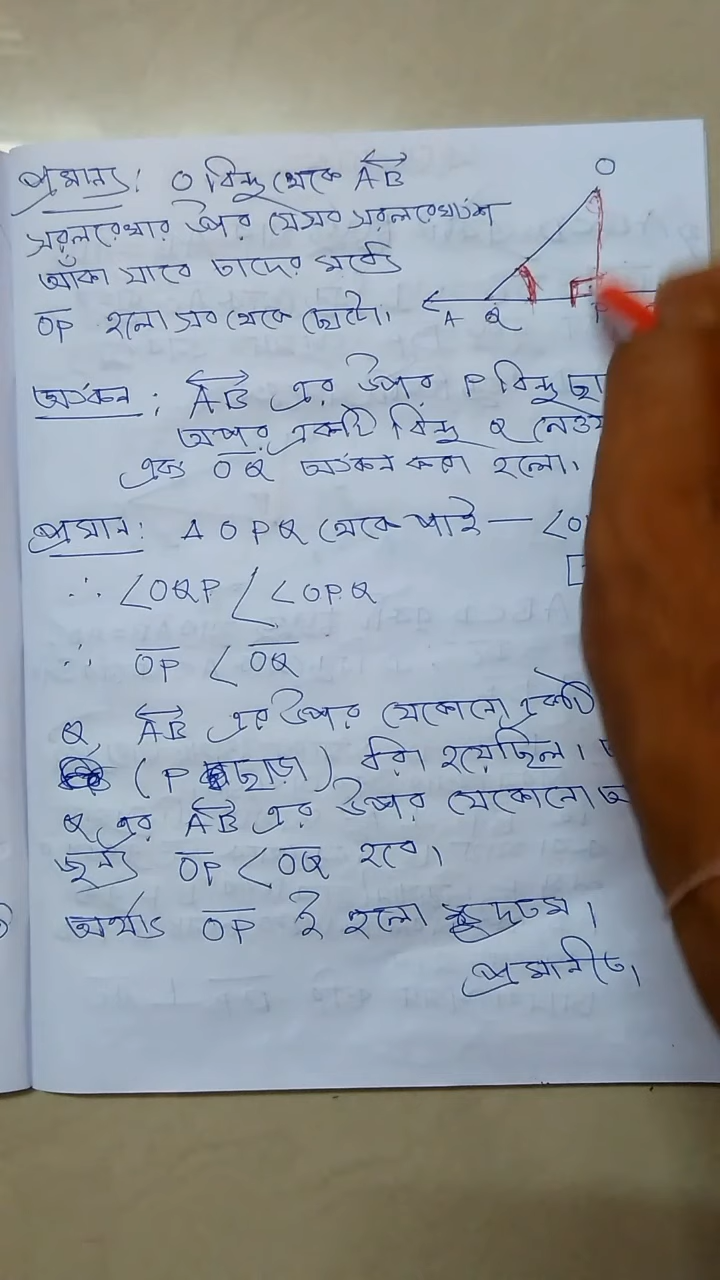 প্রমান্য : O বিন্দু থেকে AB
সরলরেখার উপর যেসব সরলরেখাংশ
আঁকা যাবে তাদের মধ্যে
OP হলো সব থেকে ছোটো।
O
A Q P
অংকন : AB এর উপর P বিন্দু ছা
অপর একটি বিন্দু Q নেওয়
এবং OQ অংকন করা হলো।
প্রমান : Δ OPQ থেকে পাই — ∠O
∴ ∠OQP < ∠OPQ
∴ OP < OQ
Q, AB এর উপর যেকোনো একটি
(P ছাড়া) ধরা হয়েছিল।
Q এর AB এর উপর যেকোনো অ
জন্য OP < OQ হবে।
অর্থাৎ OP ই হলো ক্ষুদ্রতম।
প্রমানীত।